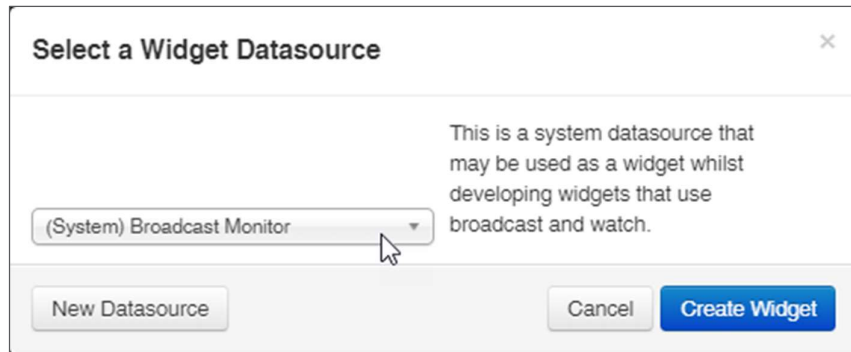 Select a Widget Datasource
×
This is a system datasource that
may be used as a widget whilst
developing widgets that use
broadcast and watch.
(System) Broadcast Monitor
New Datasource
Cancel
Create Widget